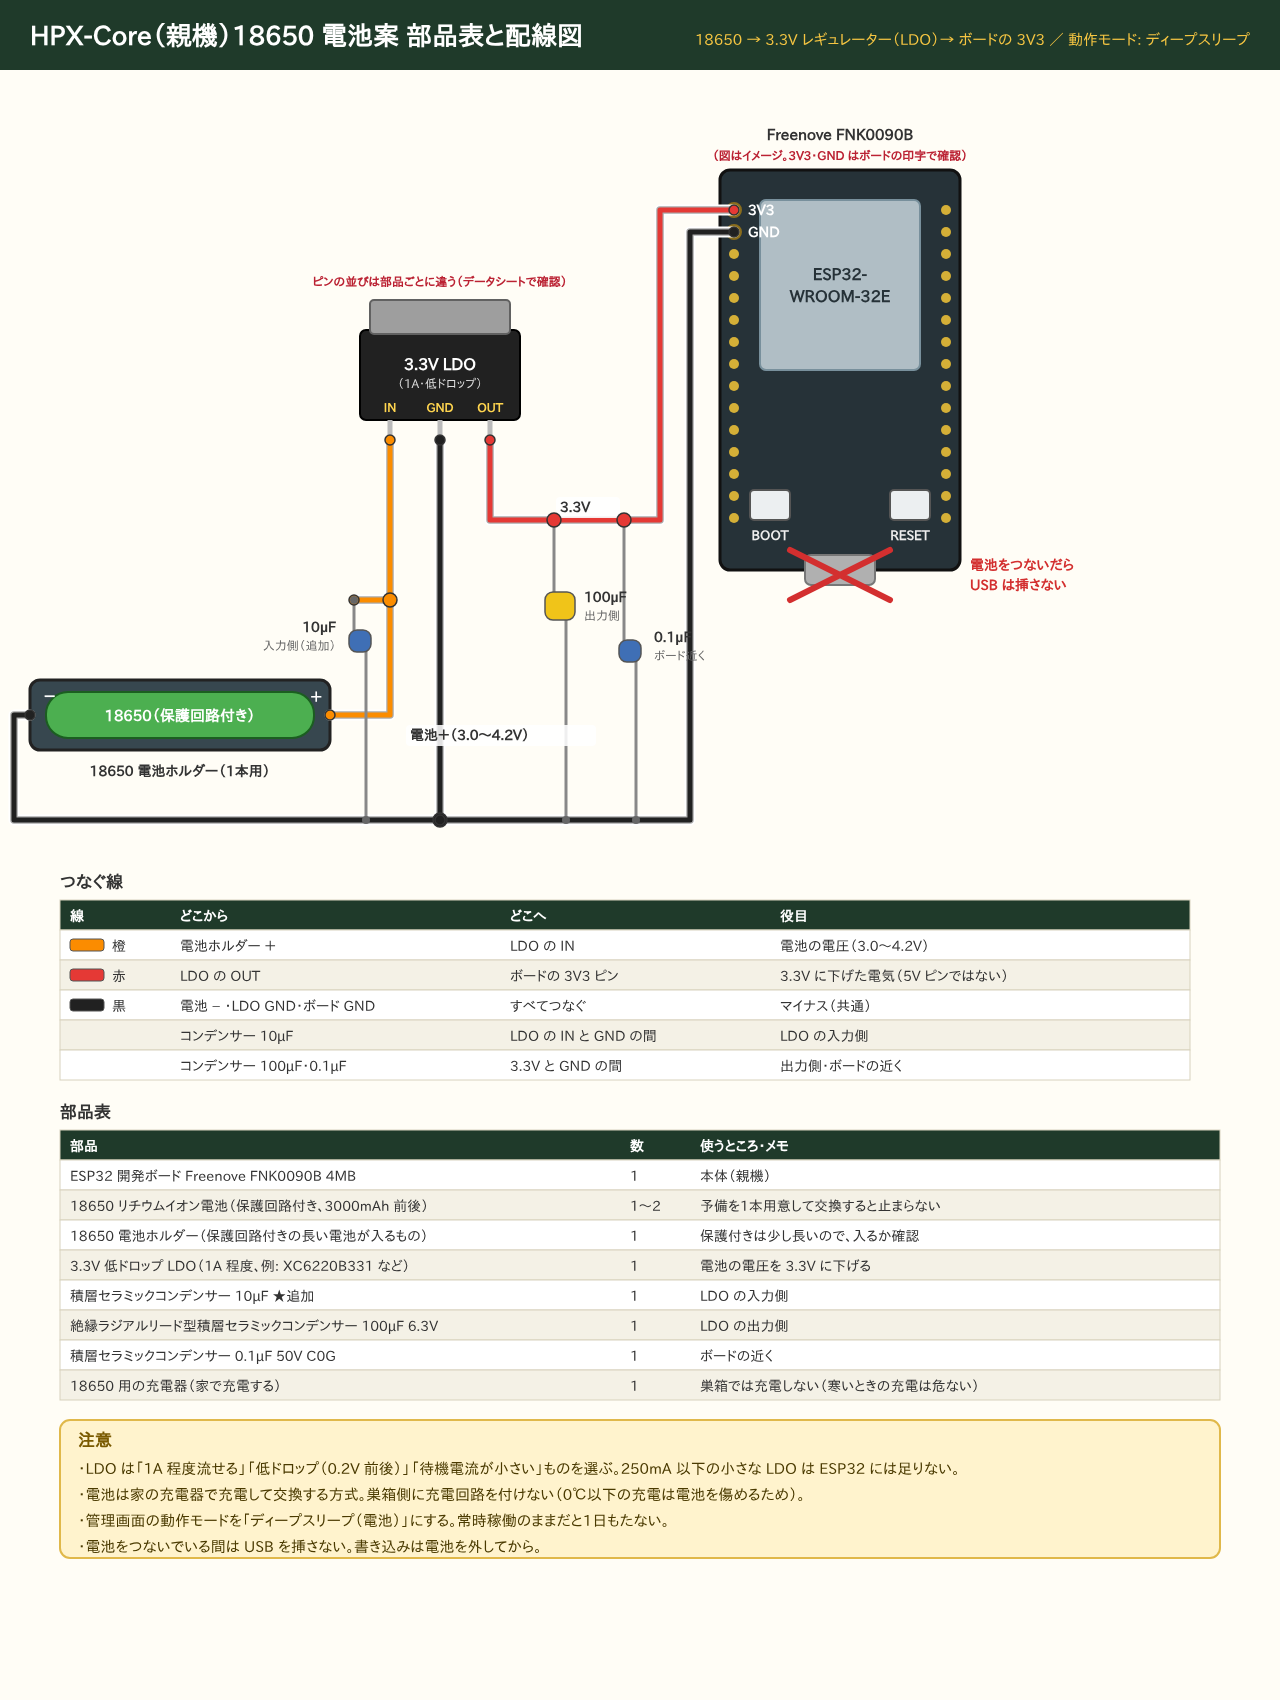 HPX-Core（親機）18650 電池案 部品表と配線図
18650 → 3.3V レギュレーター（LDO）→ ボードの 3V3 ／ 動作モード: ディープスリープ
Freenove FNK0090B
（図はイメージ。3V3・GND はボードの印字で確認）
3V3
GND
ESP32-
WROOM-32E
BOOT
RESET
電池をつないだら
USB は挿さない
ピンの並びは部品ごとに違う（データシートで確認）
3.3V LDO
（1A・低ドロップ）
IN
GND
OUT
3.3V
100µF
出力側
0.1µF
ボード近く
10µF
入力側（追加）
−
+
18650（保護回路付き）
電池＋（3.0〜4.2V）
18650 電池ホルダー（1本用）
つなぐ線
線 どこから どこへ 役目
橙 電池ホルダー ＋ LDO の IN 電池の電圧（3.0〜4.2V）
赤 LDO の OUT ボードの 3V3 ピン 3.3V に下げた電気（5V ピンではない）
黒 電池 − ・LDO GND・ボード GND すべてつなぐ マイナス（共通）
コンデンサー 10µF LDO の IN と GND の間 LDO の入力側
コンデンサー 100µF・0.1µF 3.3V と GND の間 出力側・ボードの近く
部品表
部品 数 使うところ・メモ
ESP32 開発ボード Freenove FNK0090B 4MB 1 本体（親機）
18650 リチウムイオン電池（保護回路付き、3000mAh 前後） 1〜2 予備を1本用意して交換すると止まらない
18650 電池ホルダー（保護回路付きの長い電池が入るもの） 1 保護付きは少し長いので、入るか確認
3.3V 低ドロップ LDO（1A 程度、例: XC6220B331 など） 1 電池の電圧を 3.3V に下げる
積層セラミックコンデンサー 10µF ★追加 1 LDO の入力側
絶縁ラジアルリード型積層セラミックコンデンサー 100µF 6.3V 1 LDO の出力側
積層セラミックコンデンサー 0.1µF 50V C0G 1 ボードの近く
18650 用の充電器（家で充電する） 1 巣箱では充電しない（寒いときの充電は危ない）
注意
・LDO は「1A 程度流せる」「低ドロップ（0.2V 前後）」「待機電流が小さい」ものを選ぶ。250mA 以下の小さな LDO は ESP32 には足りない。
・電池は家の充電器で充電して交換する方式。巣箱側に充電回路を付けない（0℃以下の充電は電池を傷めるため）。
・管理画面の動作モードを「ディープスリープ（電池）」にする。常時稼働のままだと1日もたない。
・電池をつないでいる間は USB を挿さない。書き込みは電池を外してから。